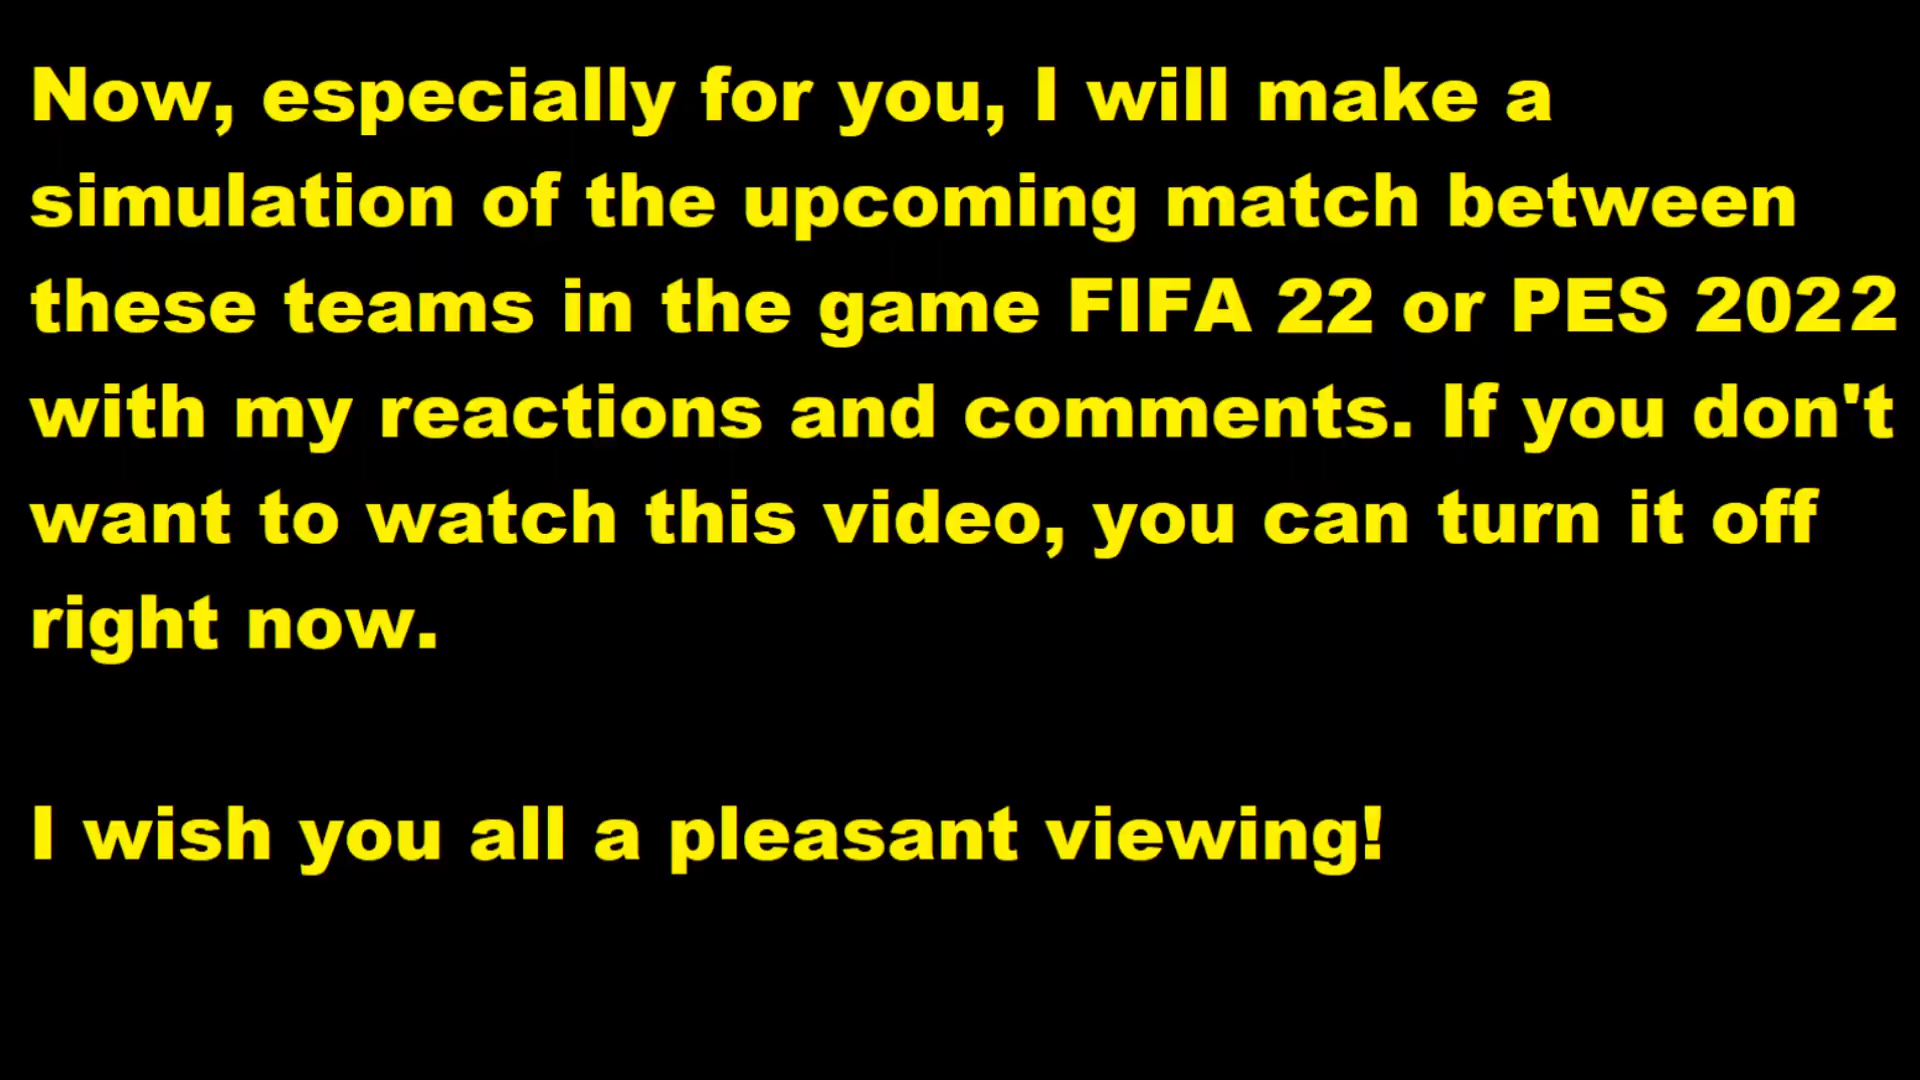 Now, especially for you, I will make a
simulation of the upcoming match between
these teams in the game FIFA 22 or PES 2022
with my reactions and comments. If you don't
want to watch this video, you can turn it off
right now.
I wish you all a pleasant viewing!